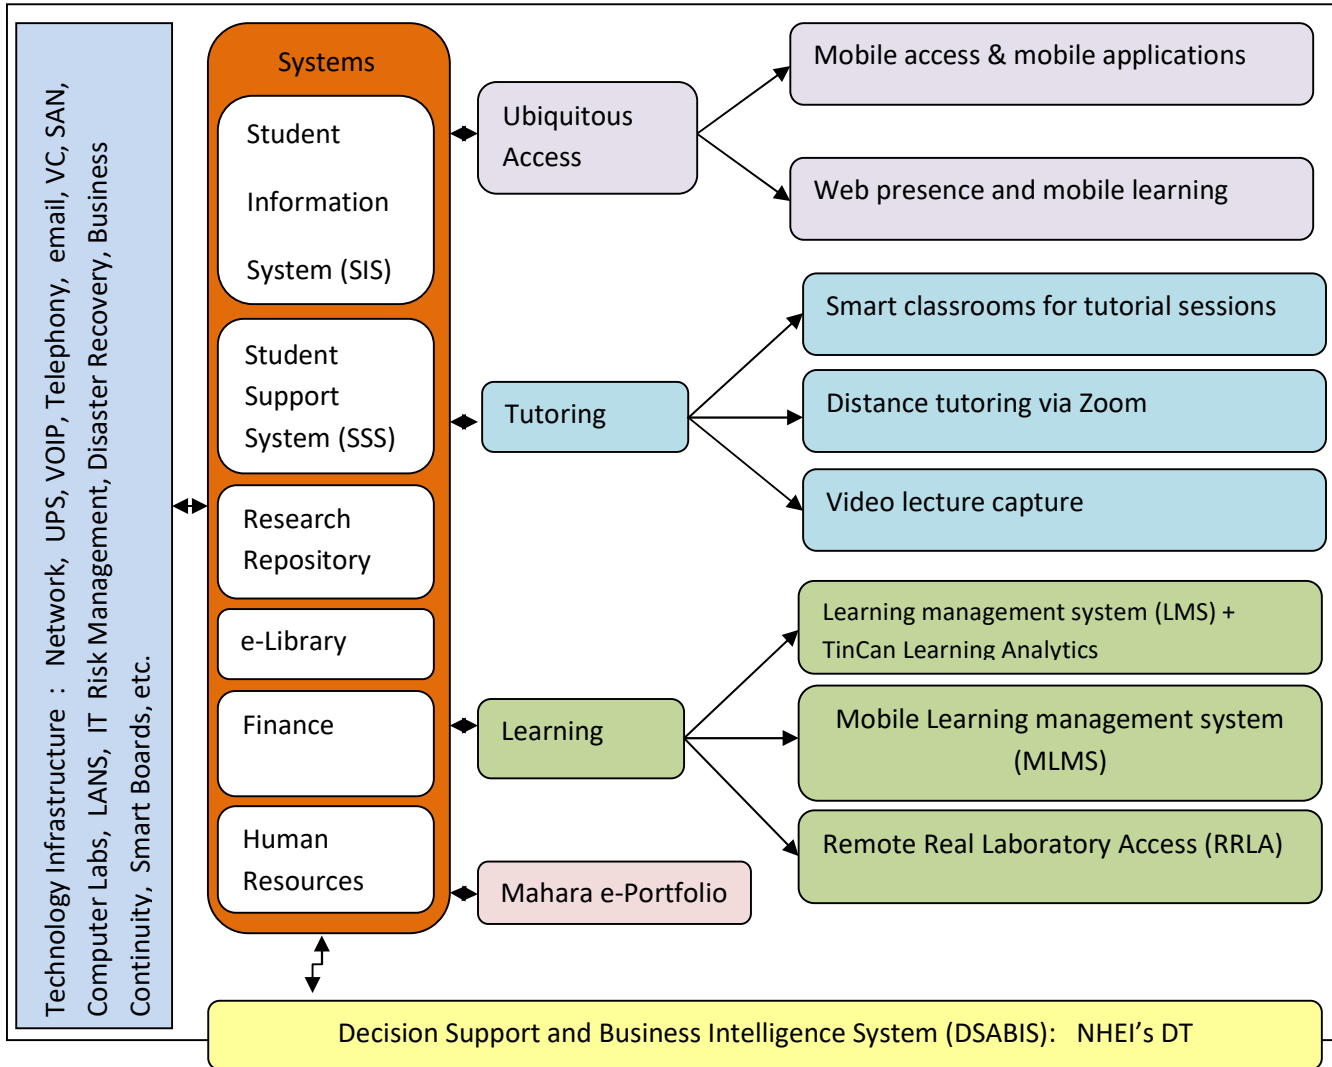 Technology Infrastructure : Network, UPS, VOIP, Telephony, email, VC, SAN,
Computer Labs, LANS, IT Risk Management, Disaster Recovery, Business
Continuity, Smart Boards, etc.
Systems
Student
Information
System (SIS)
Student
Support
System (SSS)
Research
Repository
e-Library
Finance
Human
Resources
Ubiquitous
Access
Mobile access & mobile applications
Web presence and mobile learning
Tutoring
Smart classrooms for tutorial sessions
Distance tutoring via Zoom
Video lecture capture
Learning
Learning management system (LMS) +
TinCan Learning Analytics
Mobile Learning management system
(MLMS)
Remote Real Laboratory Access (RRLA)
Mahara e-Portfolio
Decision Support and Business Intelligence System (DSABIS): NHEI’s DT